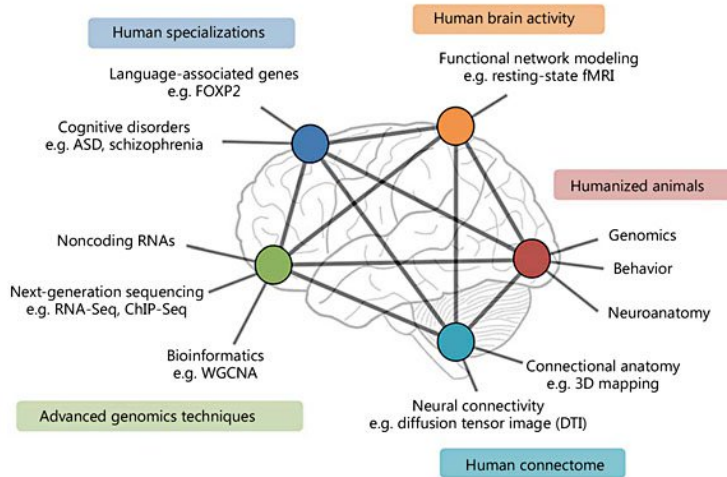 Human specializations
Human brain activity
Language-associated genes
e.g. FOXP2
Functional network modeling
e.g. resting-state fMRI
Cognitive disorders
e.g. ASD, schizophrenia
Humanized animals
Noncoding RNAs
Genomics
Behavior
Next-generation sequencing
e.g. RNA-Seq, ChIP-Seq
Neuroanatomy
Bioinformatics
e.g. WGCNA
Connectional anatomy
e.g. 3D mapping
Advanced genomics techniques
Neural connectivity
e.g. diffusion tensor image (DTI)
Human connectome